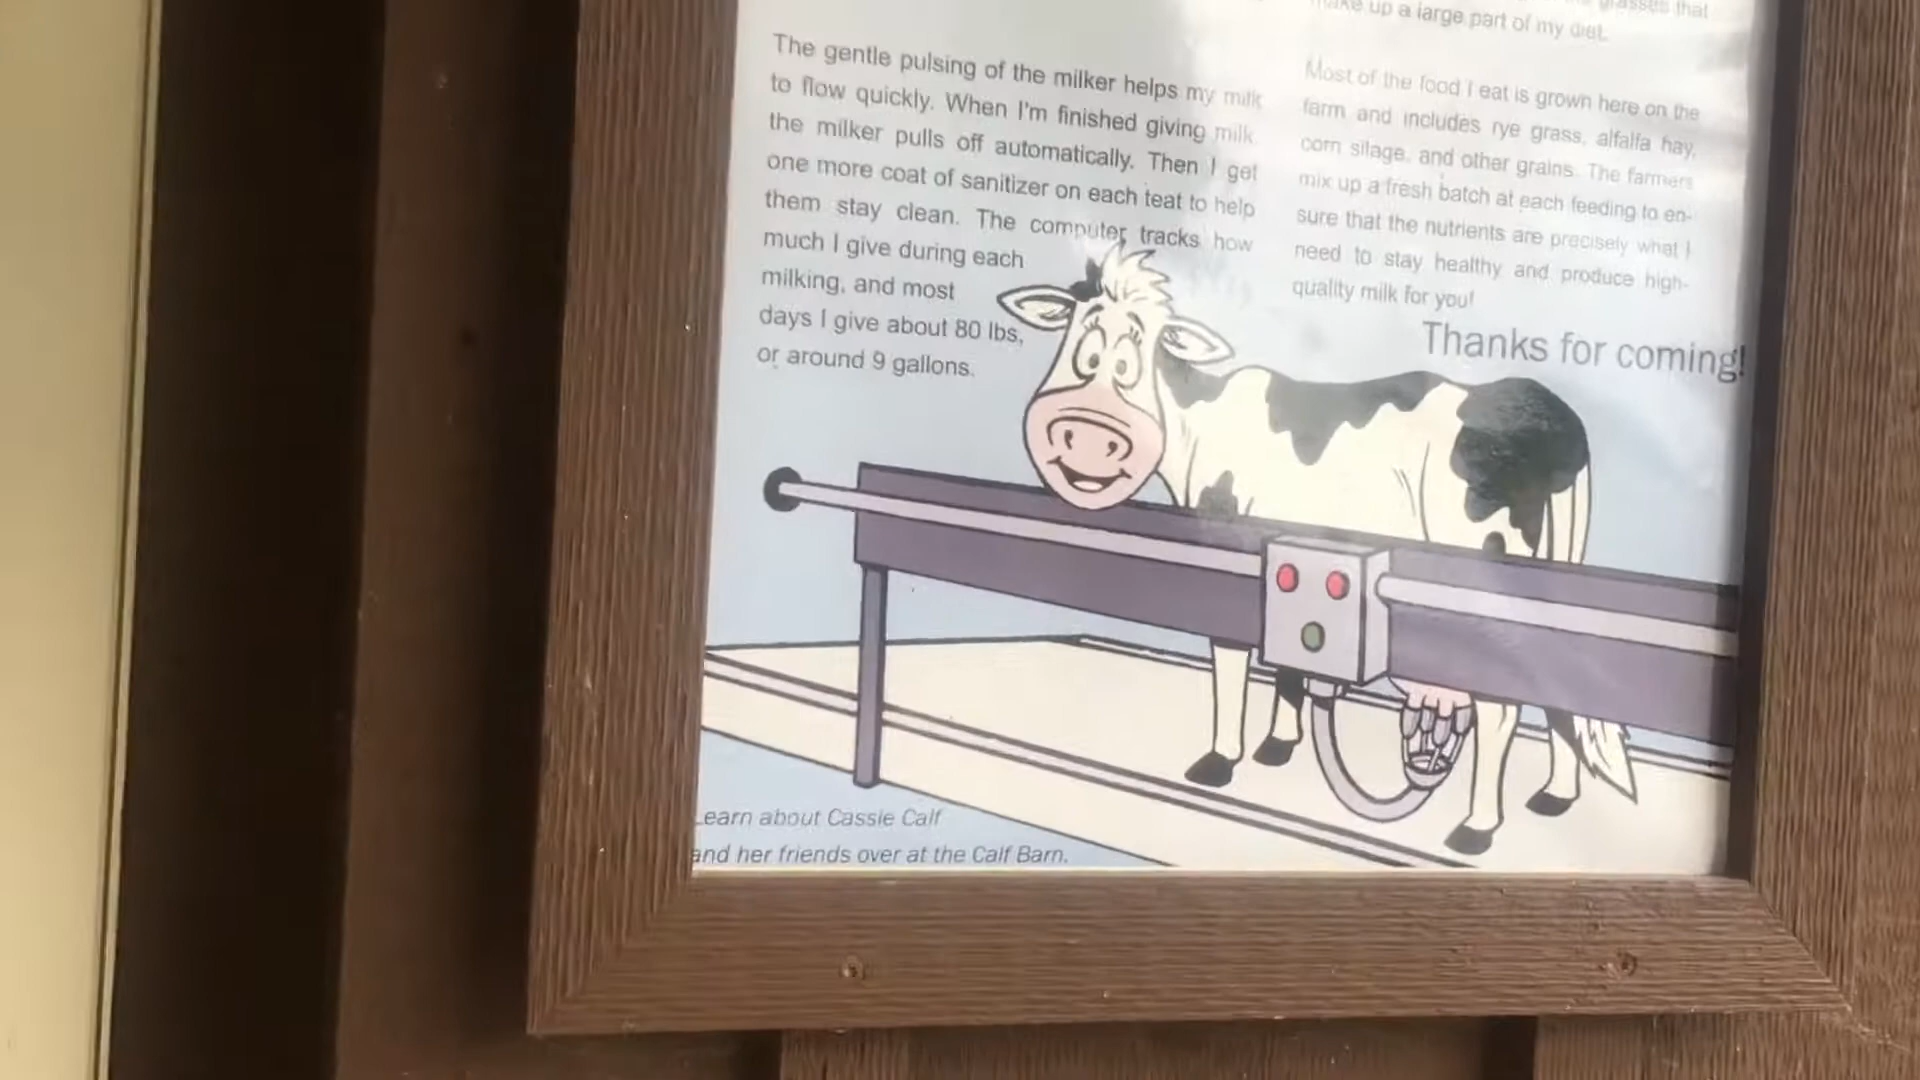 The gentle pulsing of the milker helps my milk
to flow quickly. When I'm finished giving milk
the milker pulls off automatically. Then I get
one more coat of sanitizer on each teat to help
them stay clean. The computer tracks how
much I give during each
milking, and most
days I give about 80 lbs,
or around 9 gallons.
grasses that
make up a large part of my diet.
Most of the food I eat is grown here on the
farm and includes rye grass, alfalfa hay,
corn silage, and other grains. The farmers
mix up a fresh batch at each feeding to en-
sure that the nutrients are precisely what I
need to stay healthy and produce high-
quality milk for you!
Thanks for coming!
Learn about Cassie Calf
and her friends over at the Calf Barn.